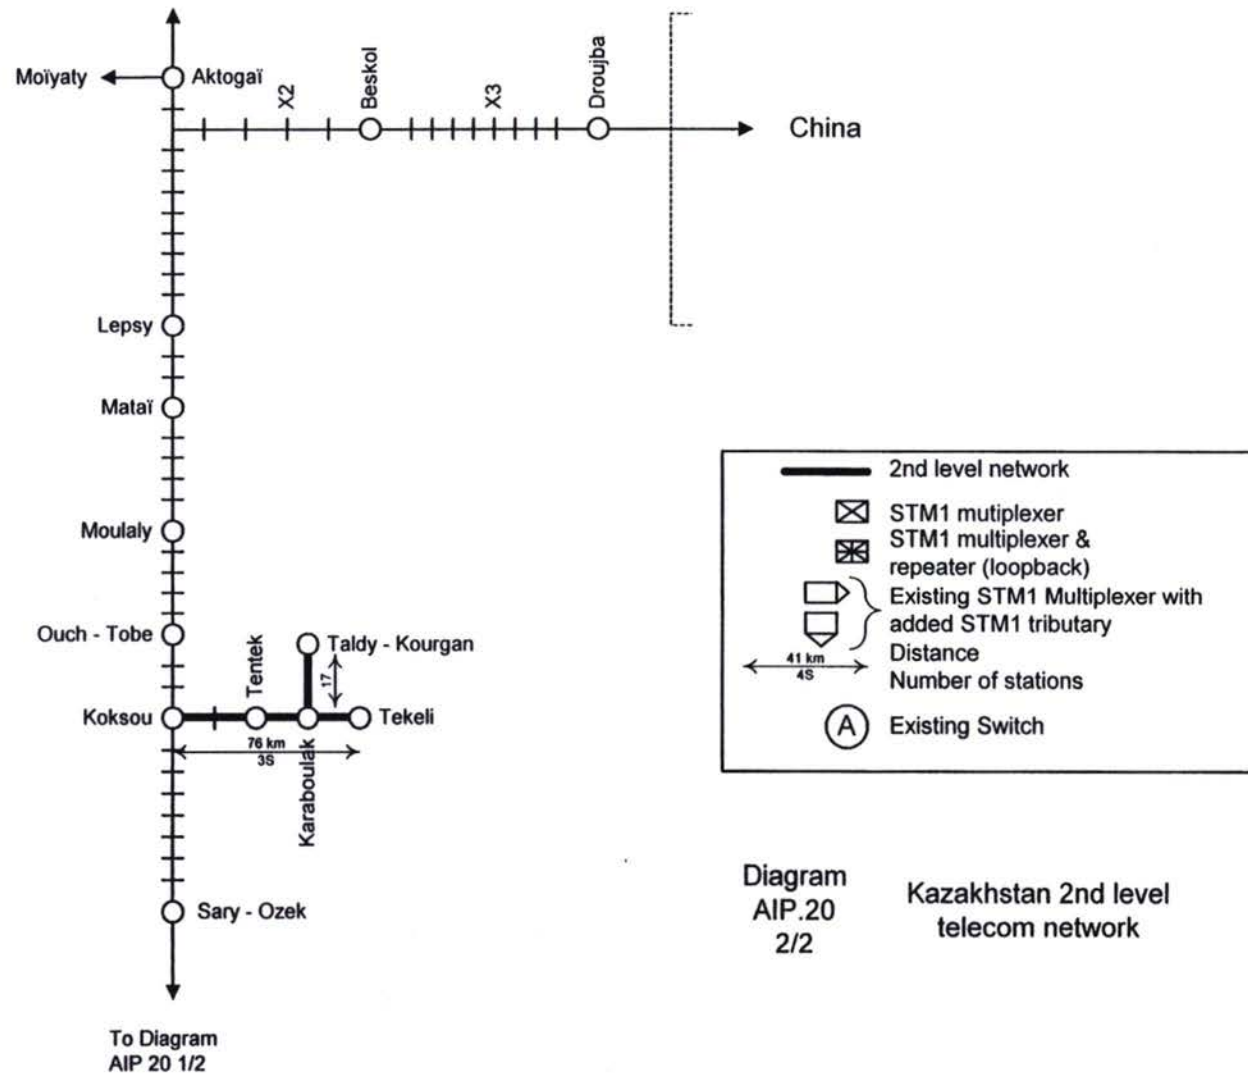 Moïyaty
Aktogaï
X2
Beskol
X3
Droujba
China
Lepsy
Mataï
Moulaly
Ouch - Tobe
Tentek
Taldy - Kourgan
17
Koksou
Tekeli
76 km
3S
Karaboulak
Sary - Ozek
To Diagram
AIP 20 1/2
2nd level network
STM1 mutiplexer
STM1 multiplexer &
repeater (loopback)
Existing STM1 Multiplexer with
added STM1 tributary
41 km
4S
Distance
Number of stations
A
Existing Switch
Diagram
AIP.20
2/2
Kazakhstan 2nd level
telecom network